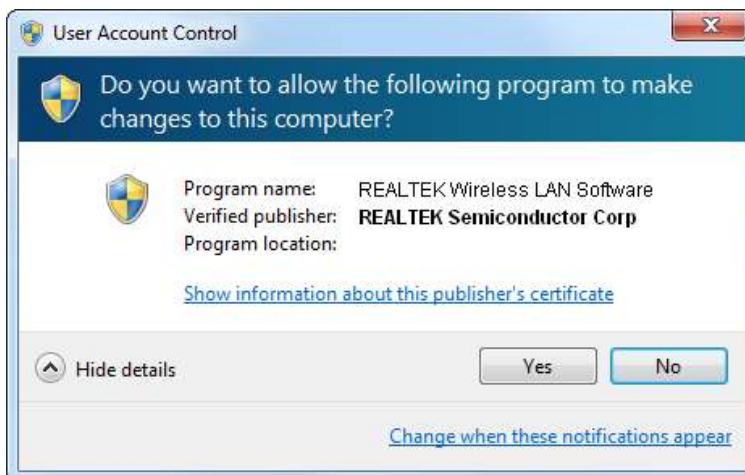 User Account Control
Do you want to allow the following program to make
changes to this computer?
Program name: REALTEK Wireless LAN Software
Verified publisher: REALTEK Semiconductor Corp
Program location:
Show information about this publisher's certificate
Hide details
Yes No
Change when these notifications appear